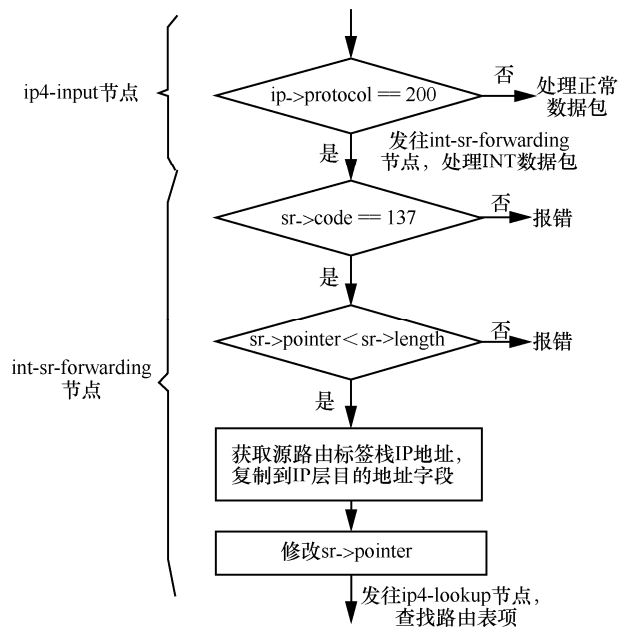 ip4-input节点
ip->protocol == 200
否
处理正常
数据包
是
发往int-sr-forwarding
节点，处理INT数据包
sr->code == 137
否
报错
是
sr->pointer<sr->length
否
报错
int-sr-forwarding
节点
是
获取源路由标签栈IP地址，
复制到IP层目的地址字段
修改sr->pointer
发往ip4-lookup节点，
查找路由表项